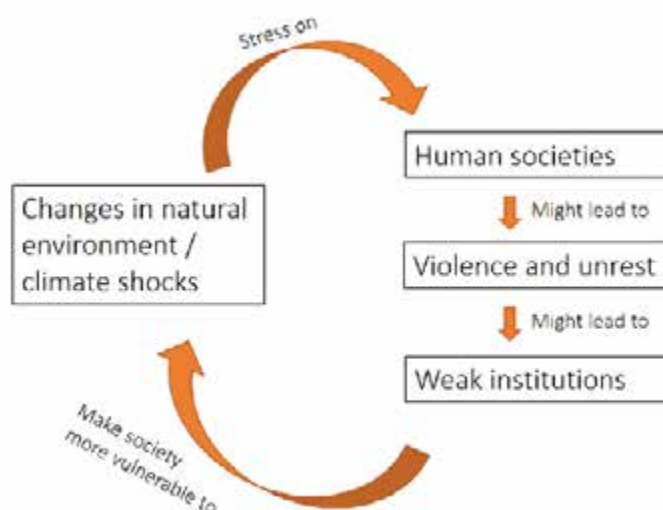 Stress on
Human societies
Might lead to
Violence and unrest
Might lead to
Weak institutions
Changes in natural
environment /
climate shocks
Make society
more vulnerable to